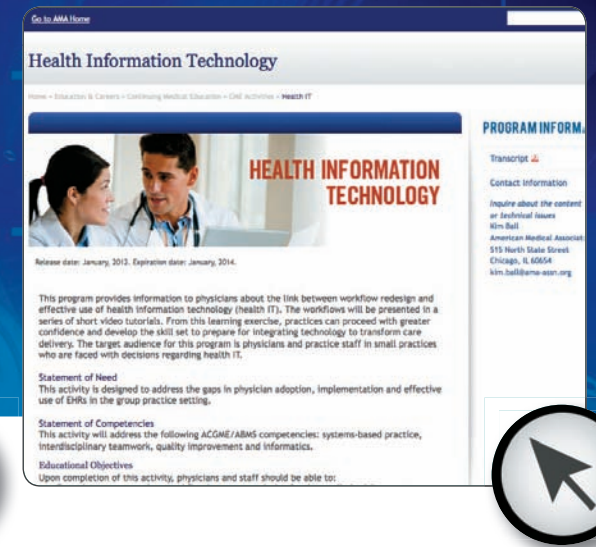 Go to AMA Home
Health Information Technology
Home » Education & Careers » Continuing Medical Education » CME Activities » Health IT
HEALTH INFORMATION
TECHNOLOGY
Release date: January, 2013. Expiration date: January, 2014.
This program provides information to physicians about the link between workflow redesign and
effective use of health information technology (health IT). The workflows will be presented in a
series of short video tutorials. From this learning exercise, practices can proceed with greater
confidence and develop the skill set to prepare for integrating technology to transform care
delivery. The target audience for this program is physicians and practice staff in small practices
who are faced with decisions regarding health IT.
Statement of Need
This activity is designed to address the gaps in physician adoption, implementation and effective
use of EHRs in the group practice setting.
Statement of Competencies
This activity will address the following ACGME/ABMS competencies: systems-based practice,
interdisciplinary teamwork, quality improvement and informatics.
Educational Objectives
Upon completion of this activity, physicians and staff should be able to:
PROGRAM INFORM
Transcript
Contact Information
Inquire about the content
or technical issues
Kim Ball
American Medical Associat
515 North State Street
Chicago, IL 60654
kim.ball@ama-assn.org